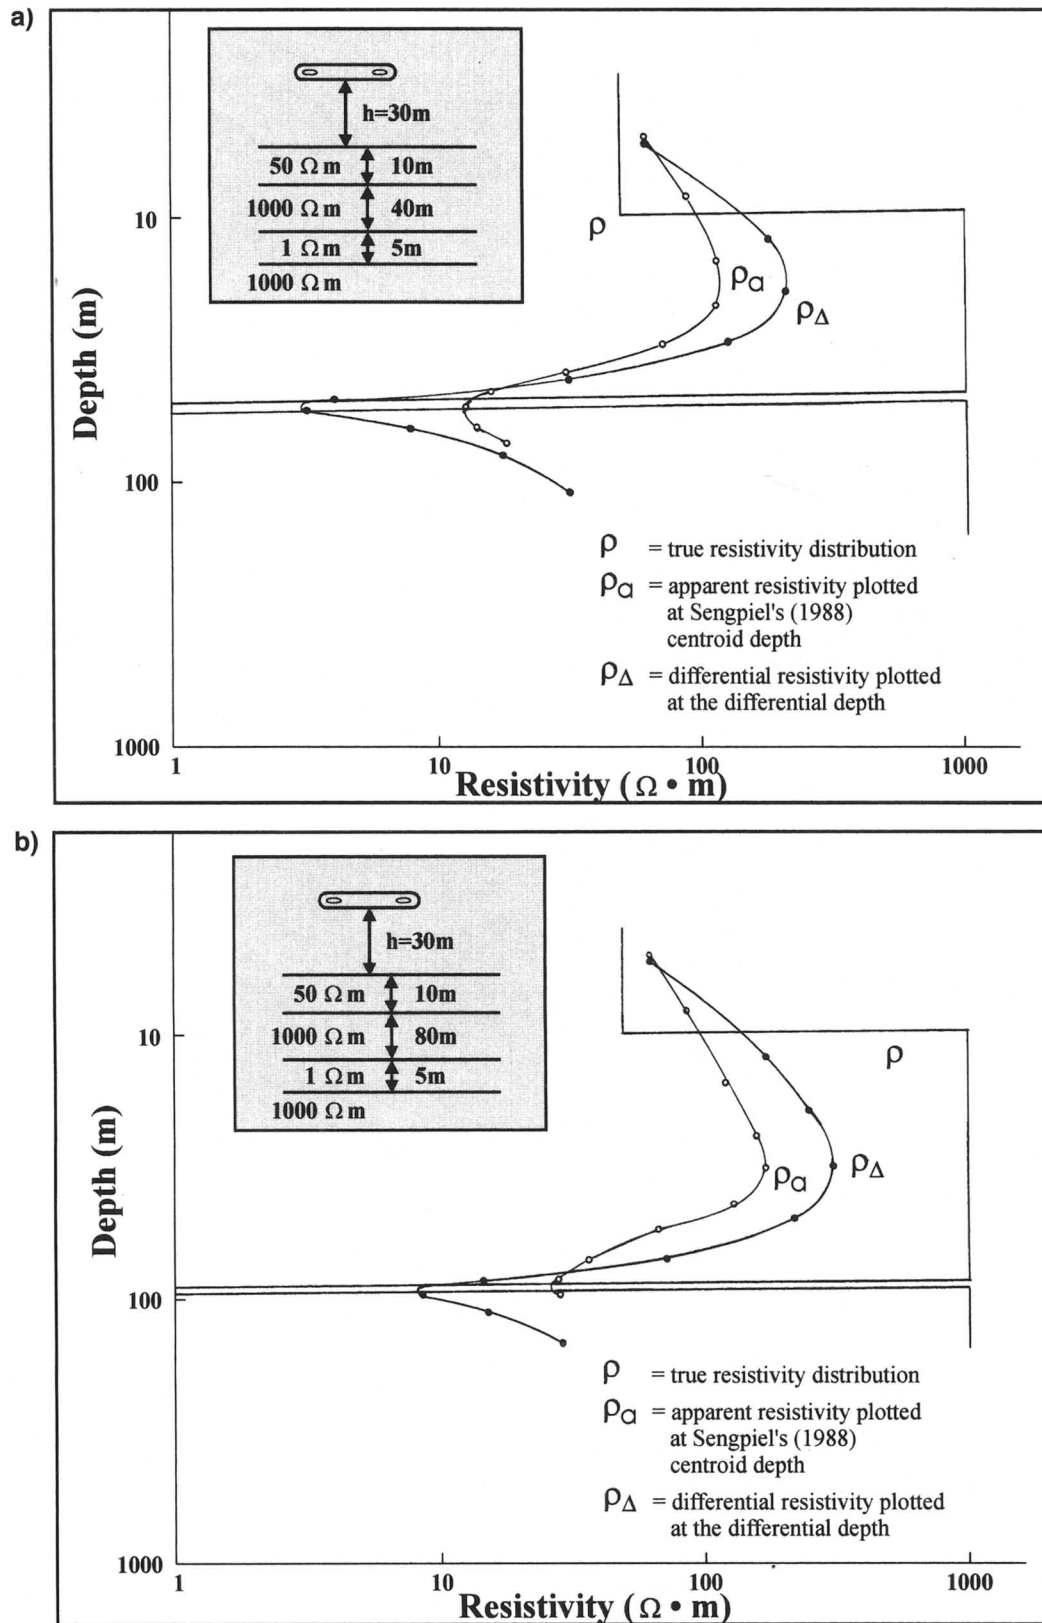 a)
h=30m
50 Ω m 10m
1000 Ω m 40m
1 Ω m 5m
1000 Ω m
10
100
1000
Depth (m)
ρ
ρa
ρΔ
ρ = true resistivity distribution
ρa = apparent resistivity plotted
at Sengpiel's (1988)
centroid depth
ρΔ = differential resistivity plotted
at the differential depth
1 10 100 1000
Resistivity (Ω • m)
b)
h=30m
50 Ω m 10m
1000 Ω m 80m
1 Ω m 5m
1000 Ω m
10
100
1000
Depth (m)
ρ
ρa
ρΔ
ρ = true resistivity distribution
ρa = apparent resistivity plotted
at Sengpiel's (1988)
centroid depth
ρΔ = differential resistivity plotted
at the differential depth
1 10 100 1000
Resistivity (Ω • m)